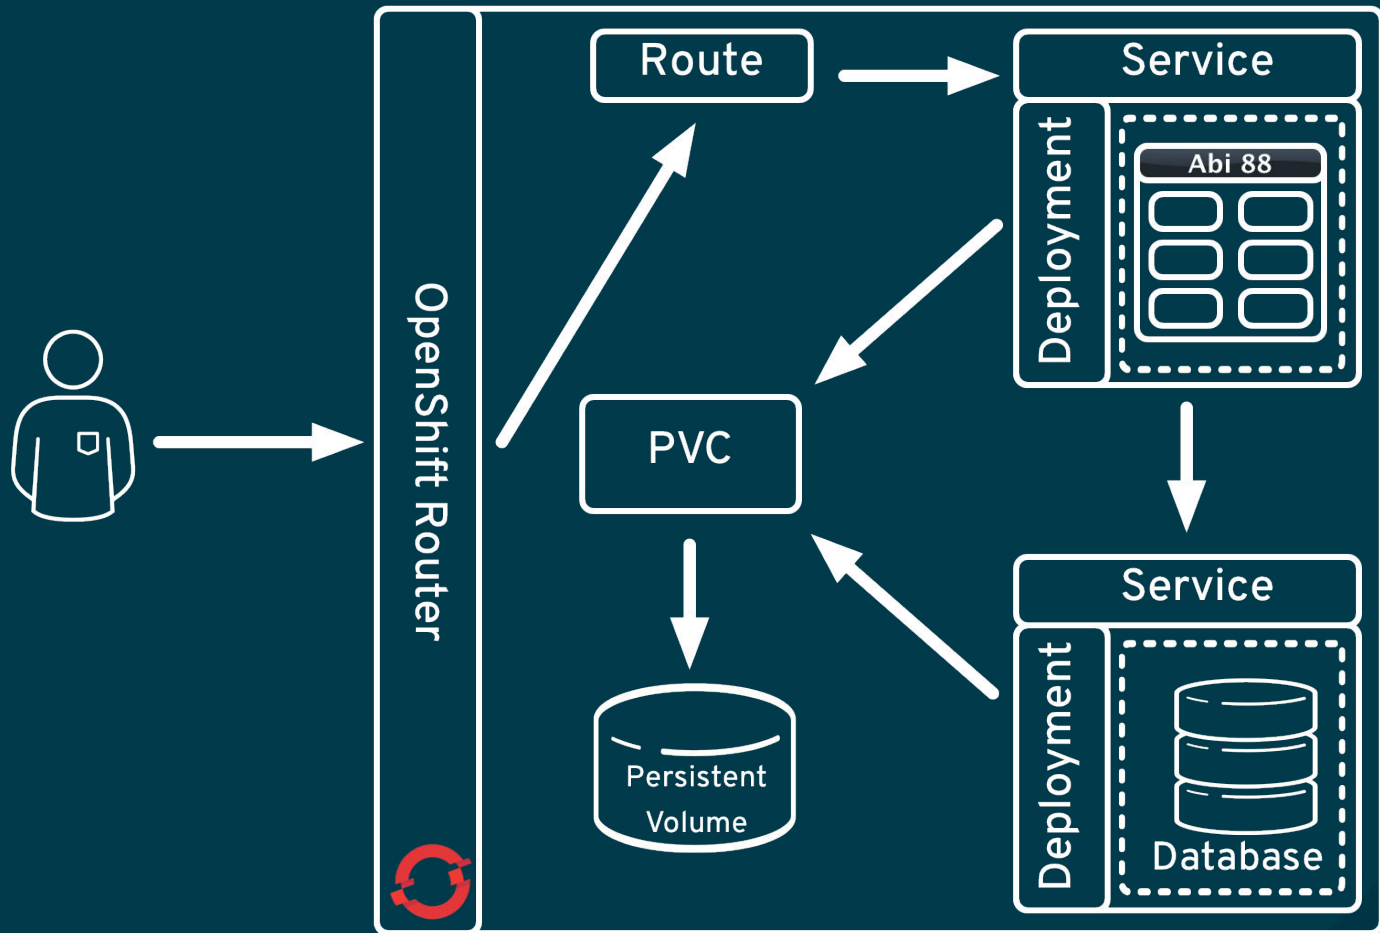 Route
Service
Deployment
Abi 88
OpenShift Router
PVC
Service
Deployment
Persistent
Volume
Database